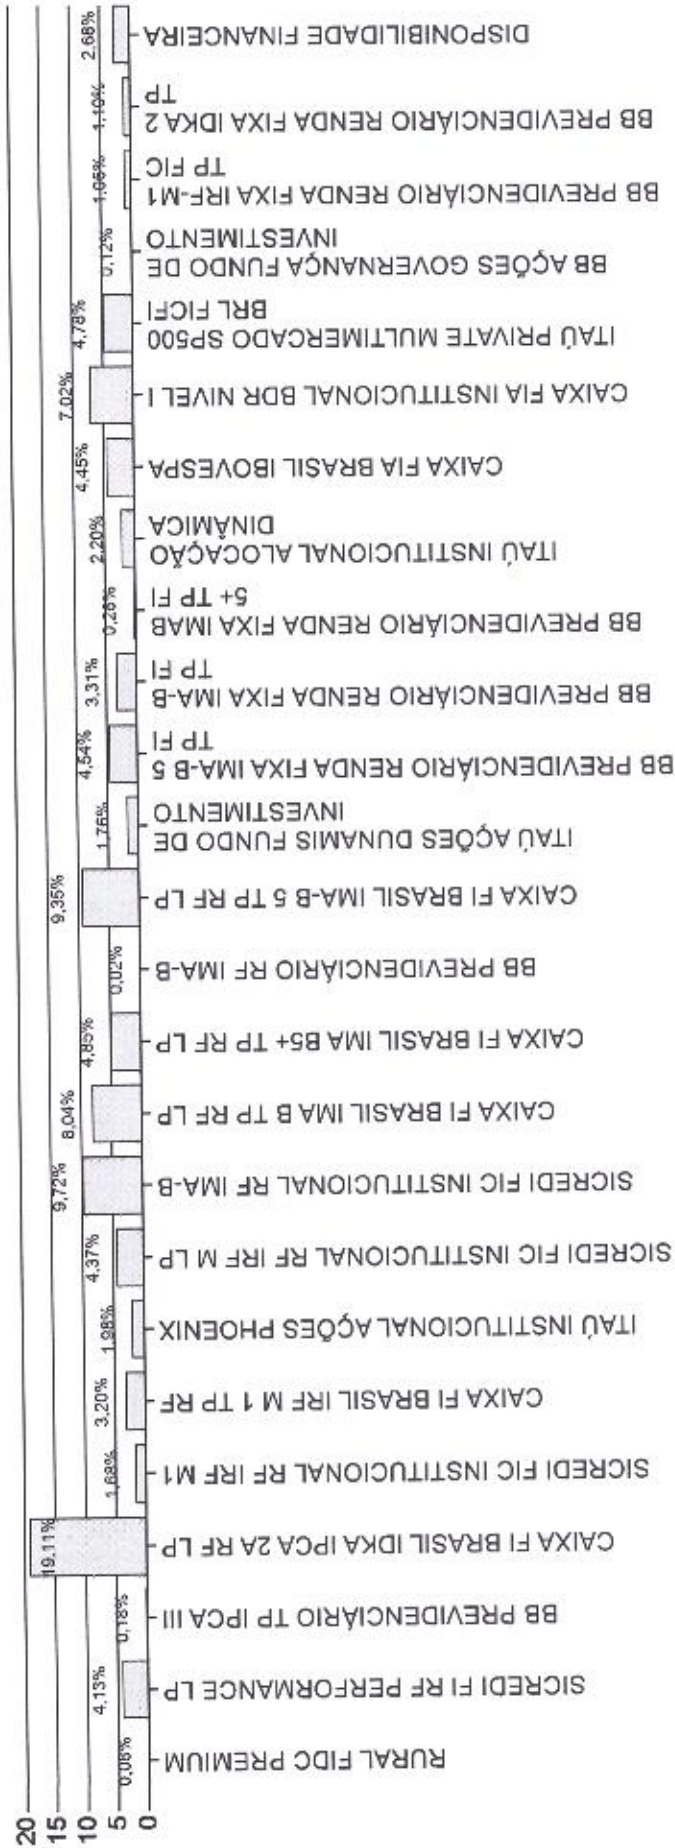 20
15
10
5
0
0,06%
4,13%
0,18%
19,11%
1,68%
3,20%
1,98%
4,37%
9,72%
8,04%
4,85%
0,02%
9,35%
1,76%
4,54%
3,31%
0,26%
2,20%
4,45%
7,02%
4,78%
0,12%
1,06%
1,10%
2,68%
RURAL FIDC PREMIUM
SICREDI FI RF PERFORMANCE LP
BB PREVIDENCIÁRIO TP IPCA III
CAIXA FI BRASIL IDKA IPCA 2A RF LP
SICREDI FIC INSTITUCIONAL RF IRF M1
CAIXA FI BRASIL IRF M 1 TP RF
ITAÚ INSTITUCIONAL AÇÕES PHOENIX
SICREDI FIC INSTITUCIONAL RF IRF M LP
SICREDI FIC INSTITUCIONAL RF IMA-B
CAIXA FI BRASIL IMA B TP RF LP
CAIXA FI BRASIL IMA B5+ TP RF LP
BB PREVIDENCIÁRIO RF IMA-B
CAIXA FI BRASIL IMA-B 5 TP RF LP
ITAÚ AÇÕES DUNAMIS FUNDO DE
INVESTIMENTO
BB PREVIDENCIÁRIO RENDA FIXA IMA-B 5
TP FI
BB PREVIDENCIÁRIO RENDA FIXA IMA-B
TP FI
BB PREVIDENCIÁRIO RENDA FIXA IMAB
5+ TP FI
ITAÚ INSTITUCIONAL ALOCAÇÃO
DINÂMICA
CAIXA FIA BRASIL IBOVESPA
CAIXA FIA INSTITUCIONAL BDR NIVEL I
ITAÚ PRIVATE MULTIMERCADO SP500
BRL FICFI
BB AÇÕES GOVERNANÇA FUNDO DE
INVESTIMENTO
BB PREVIDENCIÁRIO RENDA FIXA IRF-M1
TP FIC
BB PREVIDENCIÁRIO RENDA FIXA IDKA 2
TP
DISPONIBILIDADE FINANCEIRA